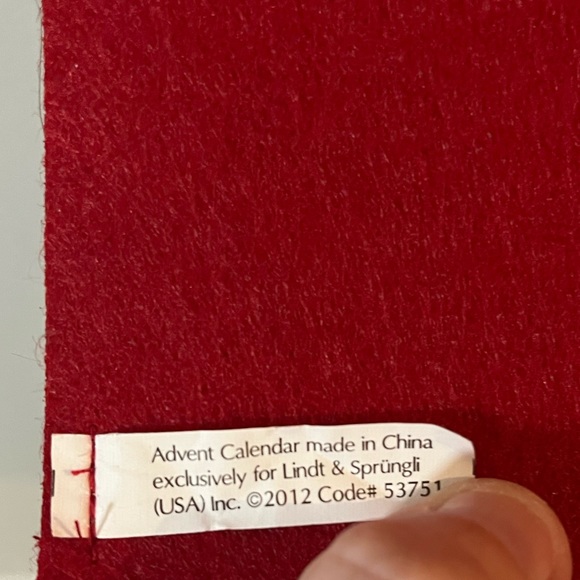 Advent Calendar made in China
exclusively for Lindt & Sprüngli
(USA) Inc. ©2012 Code# 53751